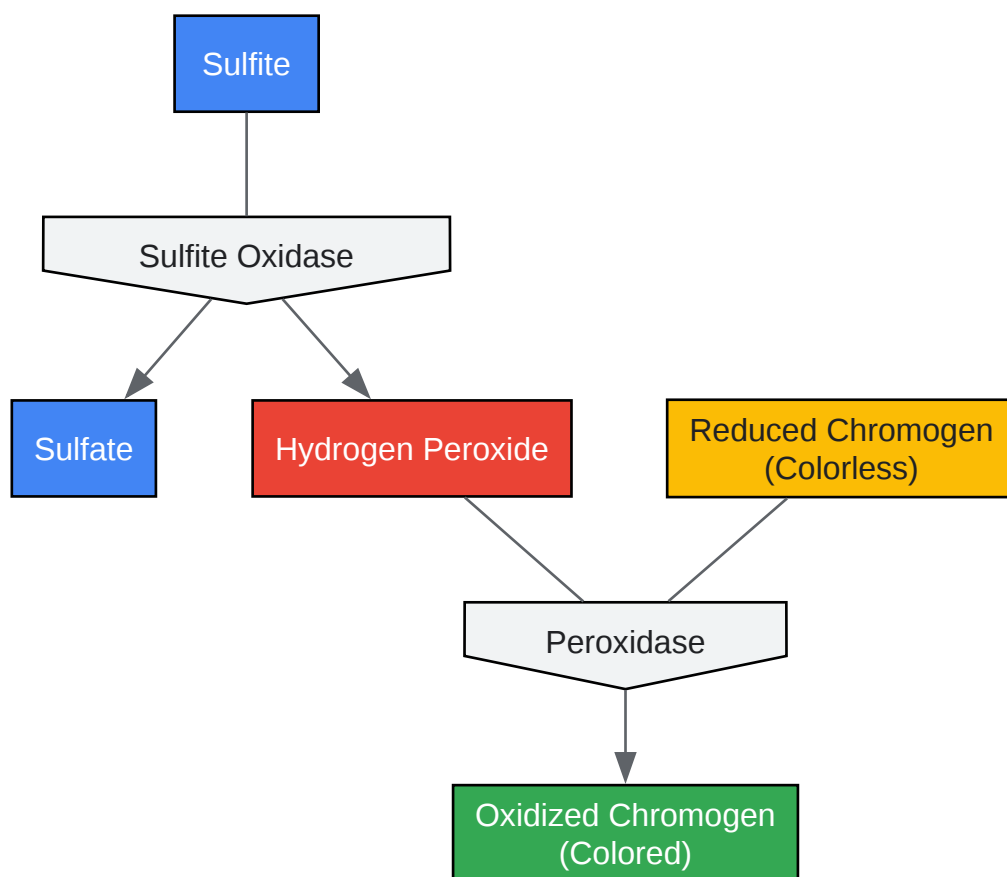 Sulfite
Sulfite Oxidase
Sulfate
Hydrogen Peroxide
Reduced Chromogen
(Colorless)
Peroxidase
Oxidized Chromogen
(Colored)